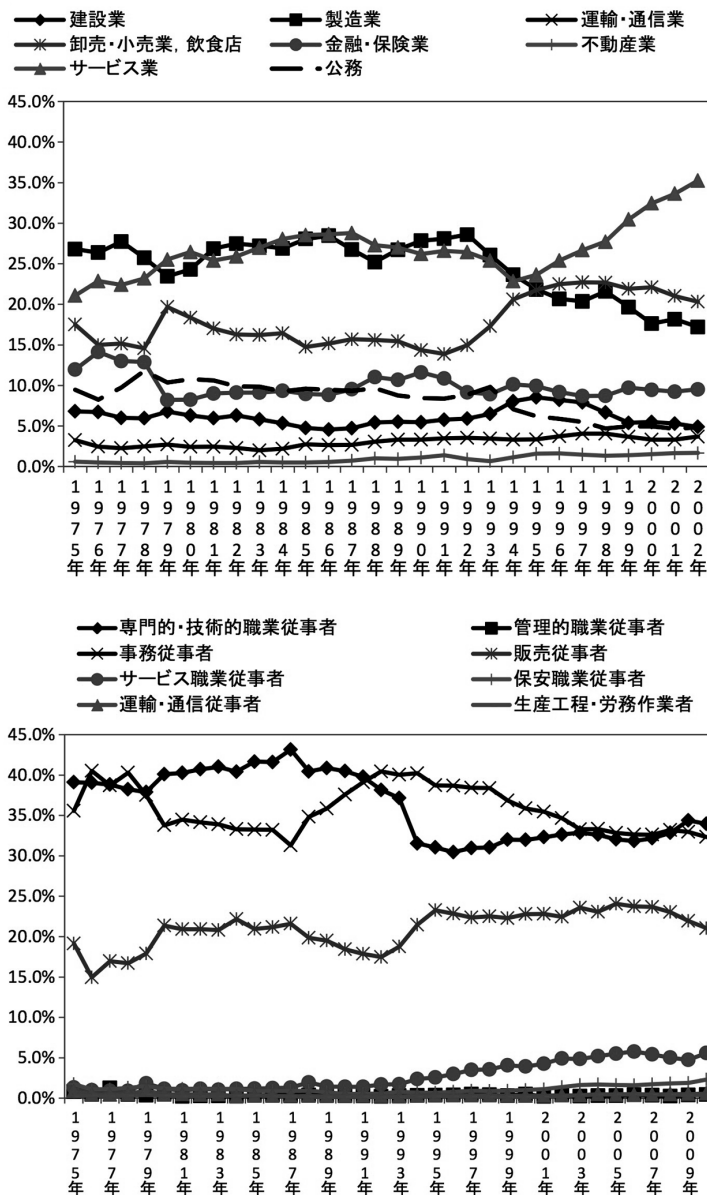 建設業 製造業 運輸・通信業
卸売・小売業, 飲食店 金融・保険業 不動産業
サービス業 公務
45.0%
40.0%
35.0%
30.0%
25.0%
20.0%
15.0%
10.0%
5.0%
0.0%
1975年 1976年 1977年 1978年 1979年 1980年 1981年 1982年 1983年 1984年 1985年 1986年 1987年 1988年 1989年 1990年 1991年 1992年 1993年 1994年 1995年 1996年 1997年 1998年 1999年 2000年 2001年 2002年
専門的・技術的職業従事者 管理的職業従事者
事務従事者 販売従事者
サービス職業従事者 保安職業従事者
運輸・通信従事者 生産工程・労務作業者
45.0%
40.0%
35.0%
30.0%
25.0%
20.0%
15.0%
10.0%
5.0%
0.0%
1975年 1977年 1979年 1981年 1983年 1985年 1987年 1989年 1991年 1993年 1995年 1997年 1999年 2001年 2003年 2005年 2007年 2009年